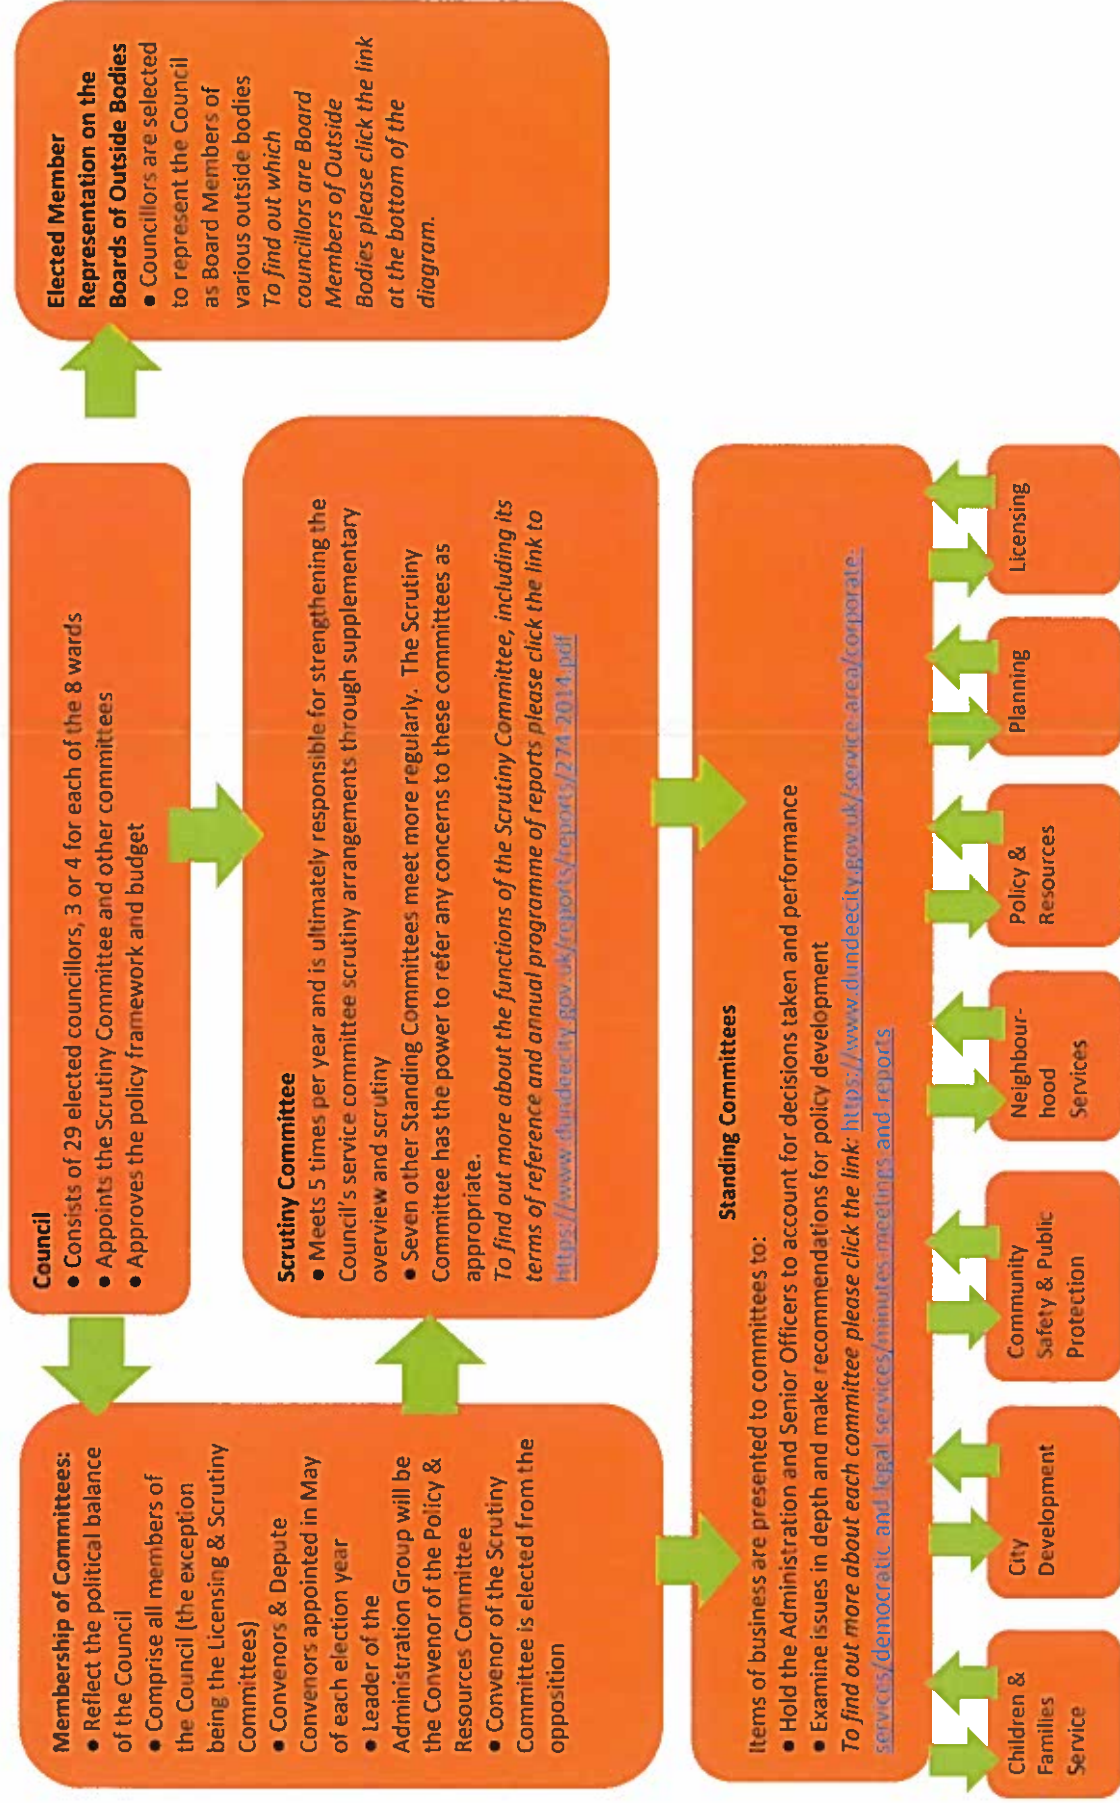 Council
• Consists of 29 elected councillors, 3 or 4 for each of the 8 wards
• Appoints the Scrutiny Committee and other committees
• Approves the policy framework and budget
Elected Member
Representation on the
Boards of Outside Bodies
• Councillors are selected
to represent the Council
as Board Members of
various outside bodies
To find out which
councillors are Board
Members of Outside
Bodies please click the link
at the bottom of the
diagram.
Membership of Committees:
• Reflect the political balance
of the Council
• Comprise all members of
the Council (the exception
being the Licensing & Scrutiny
Committees)
• Convenors & Depute
Convenors appointed in May
of each election year
• Leader of the
Administration Group will be
the Convenor of the Policy &
Resources Committee
• Convenor of the Scrutiny
Committee is elected from the
opposition
Scrutiny Committee
• Meets 5 times per year and is ultimately responsible for strengthening the
Council's service committee scrutiny arrangements through supplementary
overview and scrutiny
• Seven other Standing Committees meet more regularly. The Scrutiny
Committee has the power to refer any concerns to these committees as
appropriate.
To find out more about the functions of the Scrutiny Committee, including its
terms of reference and annual programme of reports please click the link to
https://www.dundeecity.gov.uk/reports/reports/274-2014.pdf
Standing Committees
Items of business are presented to committees to:
• Hold the Administration and Senior Officers to account for decisions taken and performance
• Examine issues in depth and make recommendations for policy development
To find out more about each committee please click the link: https://www.dundeecity.gov.uk/service-area/corporate-
services/democratic-and-legal-services/minutes-meetings-and-reports
Children &
Families
Service
City
Development
Community
Safety & Public
Protection
Neighbour-
hood
Services
Policy &
Resources
Planning
Licensing